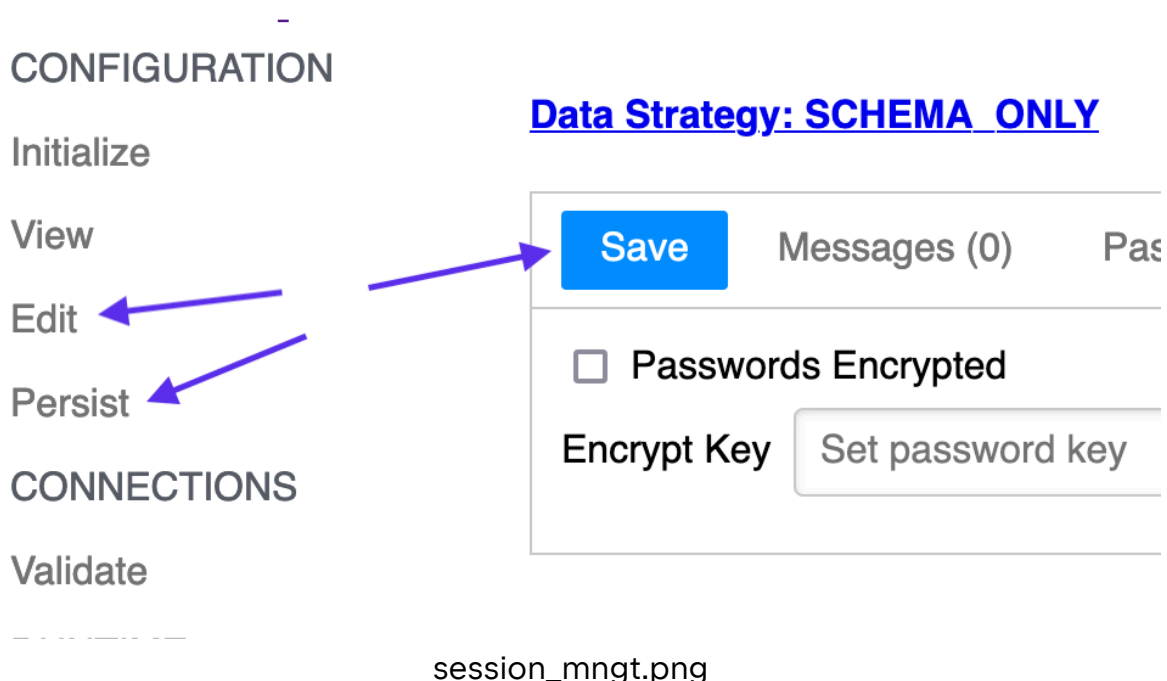 CONFIGURATION
Initialize
View
Edit
Persist
CONNECTIONS
Validate
Data Strategy: SCHEMA_ONLY
Save Messages (0) Pas
Passwords Encrypted
Encrypt Key Set password key
session_mngt.png